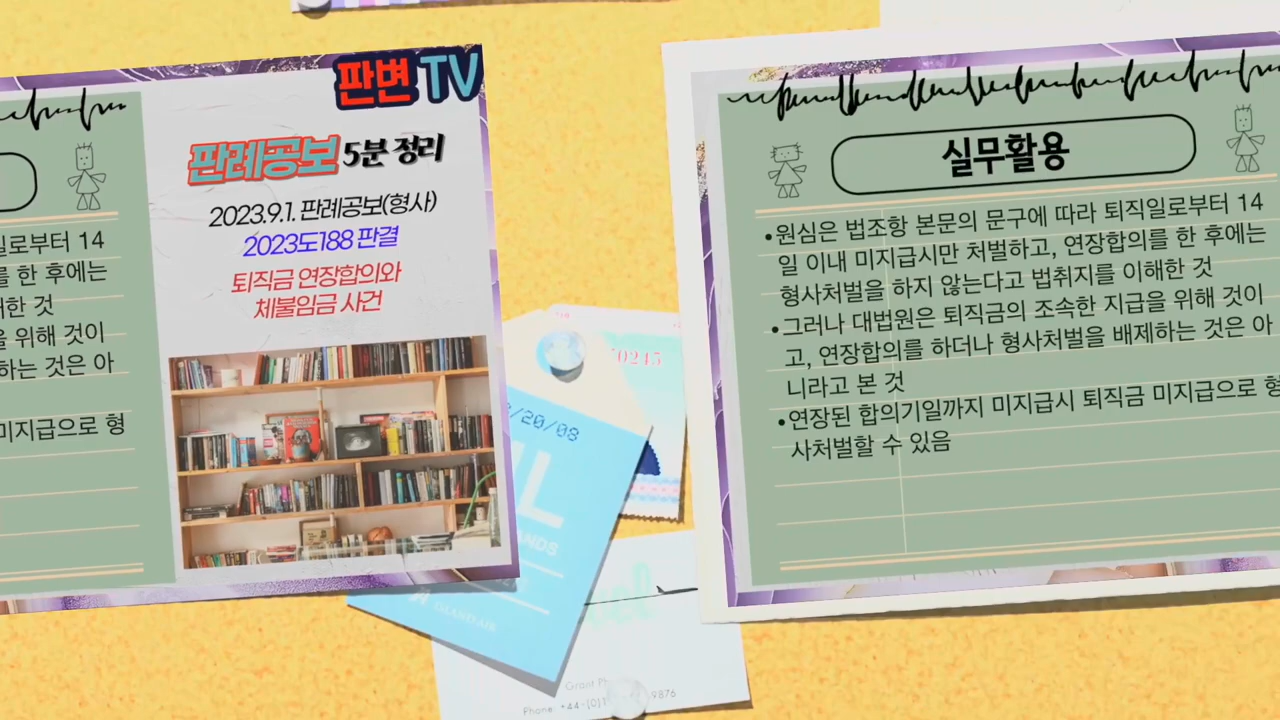 일로부터 14
를 한 후에는
해한 것
을 위해 것이
하는 것은 아
미지급으로 형
판변 TV
판례공보 5분 정리
2023.9.1. 판례공보(형사)
2023도188 판결
퇴직금 연장합의와
체불임금 사건
0245
/20/08
Phone: +44-(0)1
9876
실무활용
•원심은 법조항 본문의 문구에 따라 퇴직일로부터 14
일 이내 미지급시만 처벌하고, 연장합의를 한 후에는
형사처벌을 하지 않는다고 법취지를 이해한 것
•그러나 대법원은 퇴직금의 조속한 지급을 위해 것이
고, 연장합의를 하더나 형사처벌을 배제하는 것은 아
니라고 본 것
•연장된 합의기일까지 미지급시 퇴직금 미지급으로 형
사처벌할 수 있음